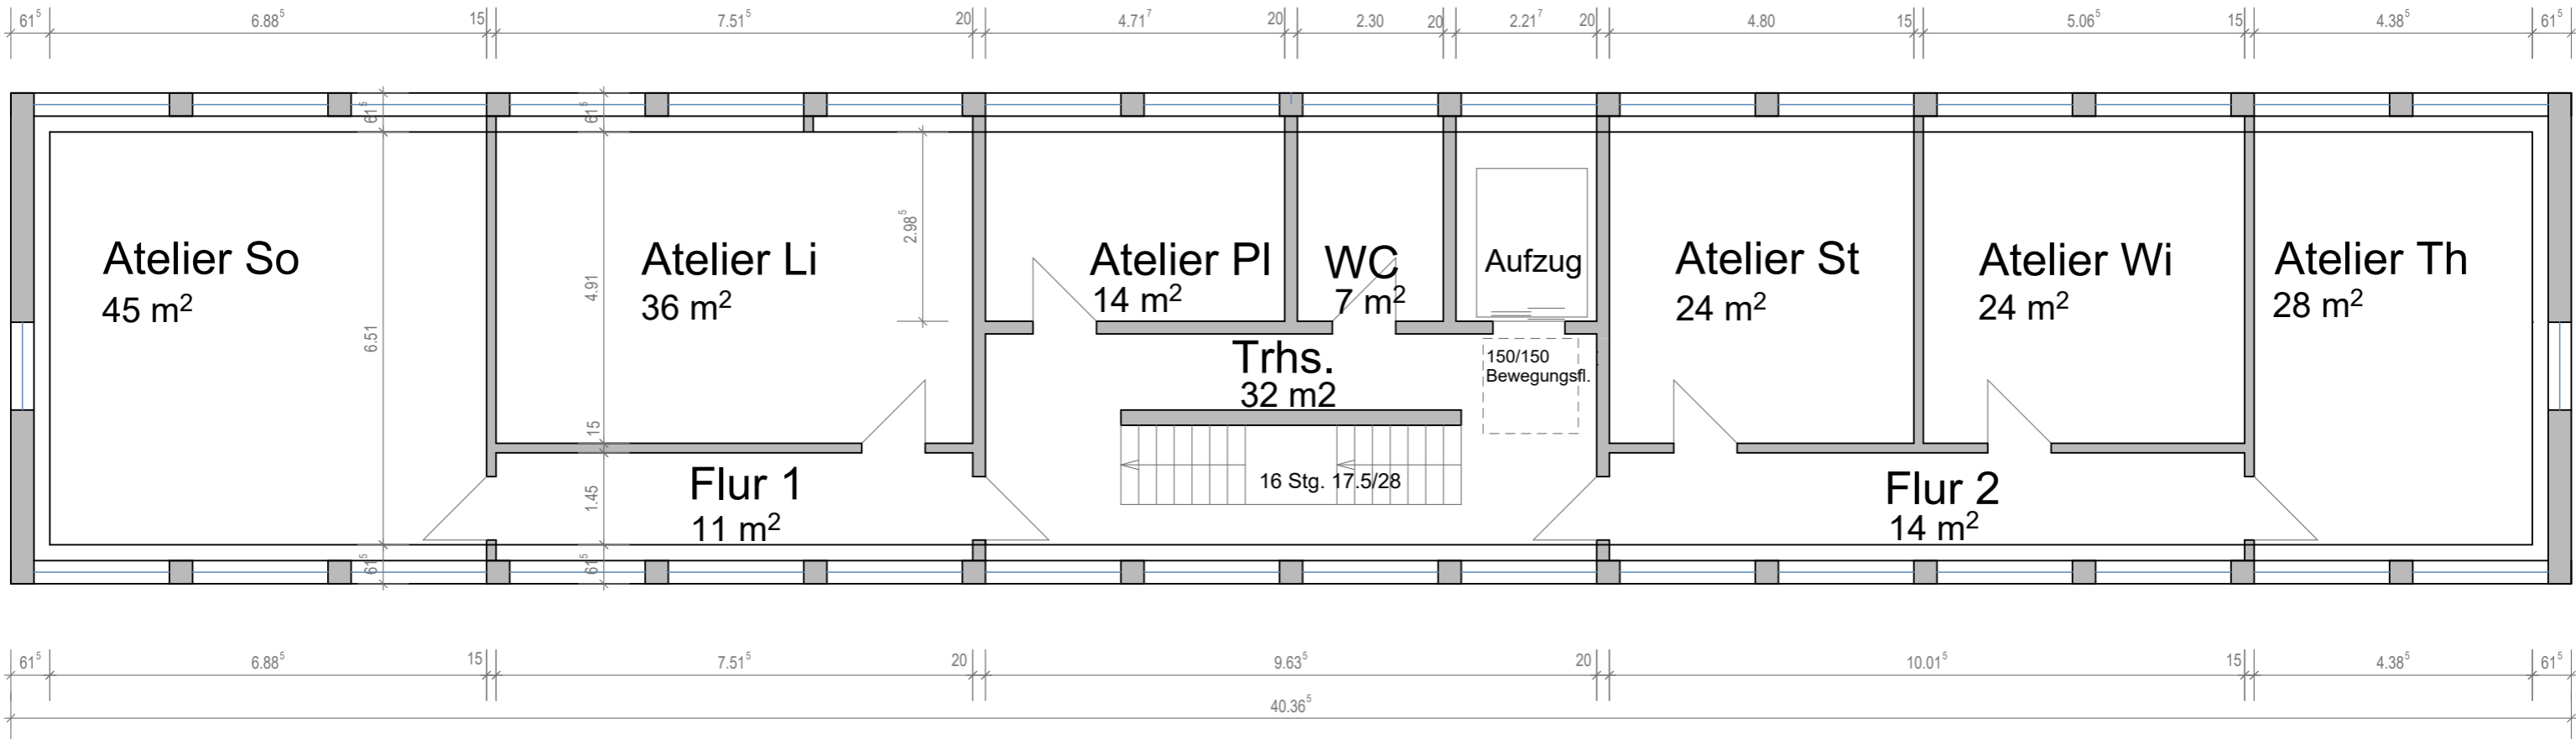 61⁵ 6.88⁵ 15 7.51⁵ 20 4.71⁷ 20 2.30 20 2.21⁷ 20 4.80 15 5.06⁵ 15 4.38⁵ 61⁵
61⁵ 61⁵
2.98⁵
Atelier So
45 m²
Atelier Li
36 m²
Atelier Pl
14 m²
WC
7 m²
Aufzug
Atelier St
24 m²
Atelier Wi
24 m²
Atelier Th
28 m²
6.51
4.91
15
1.45
Trhs.
32 m2
150/150
Bewegungsfl.
16 Stg. 17.5/28
Flur 1
11 m²
Flur 2
14 m²
61⁵ 61⁵
61⁵ 6.88⁵ 15 7.51⁵ 20 9.63⁵ 20 10.01⁵ 15 4.38⁵ 61⁵
40.36⁵